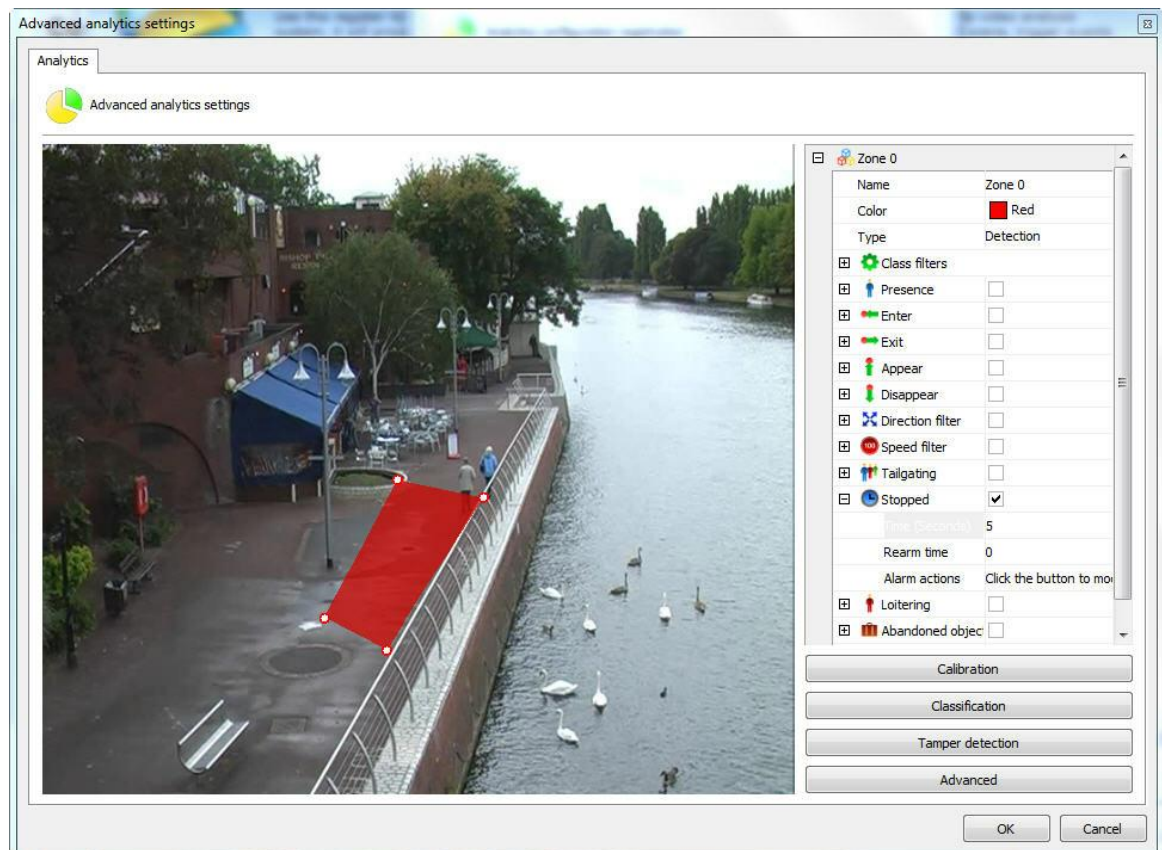 Advanced analytics settings
Analytics
Advanced analytics settings
Zone 0
Name Zone 0
Color Red
Type Detection
Class filters
Presence
Enter
Exit
Appear
Disappear
Direction filter
100 Speed filter
Tailgating
Stopped
Time (Seconds) 5
Rearm time 0
Alarm actions Click the button to mo
Loitering
Abandoned objec
Calibration
Classification
Tamper detection
Advanced
OK Cancel
BISHOP